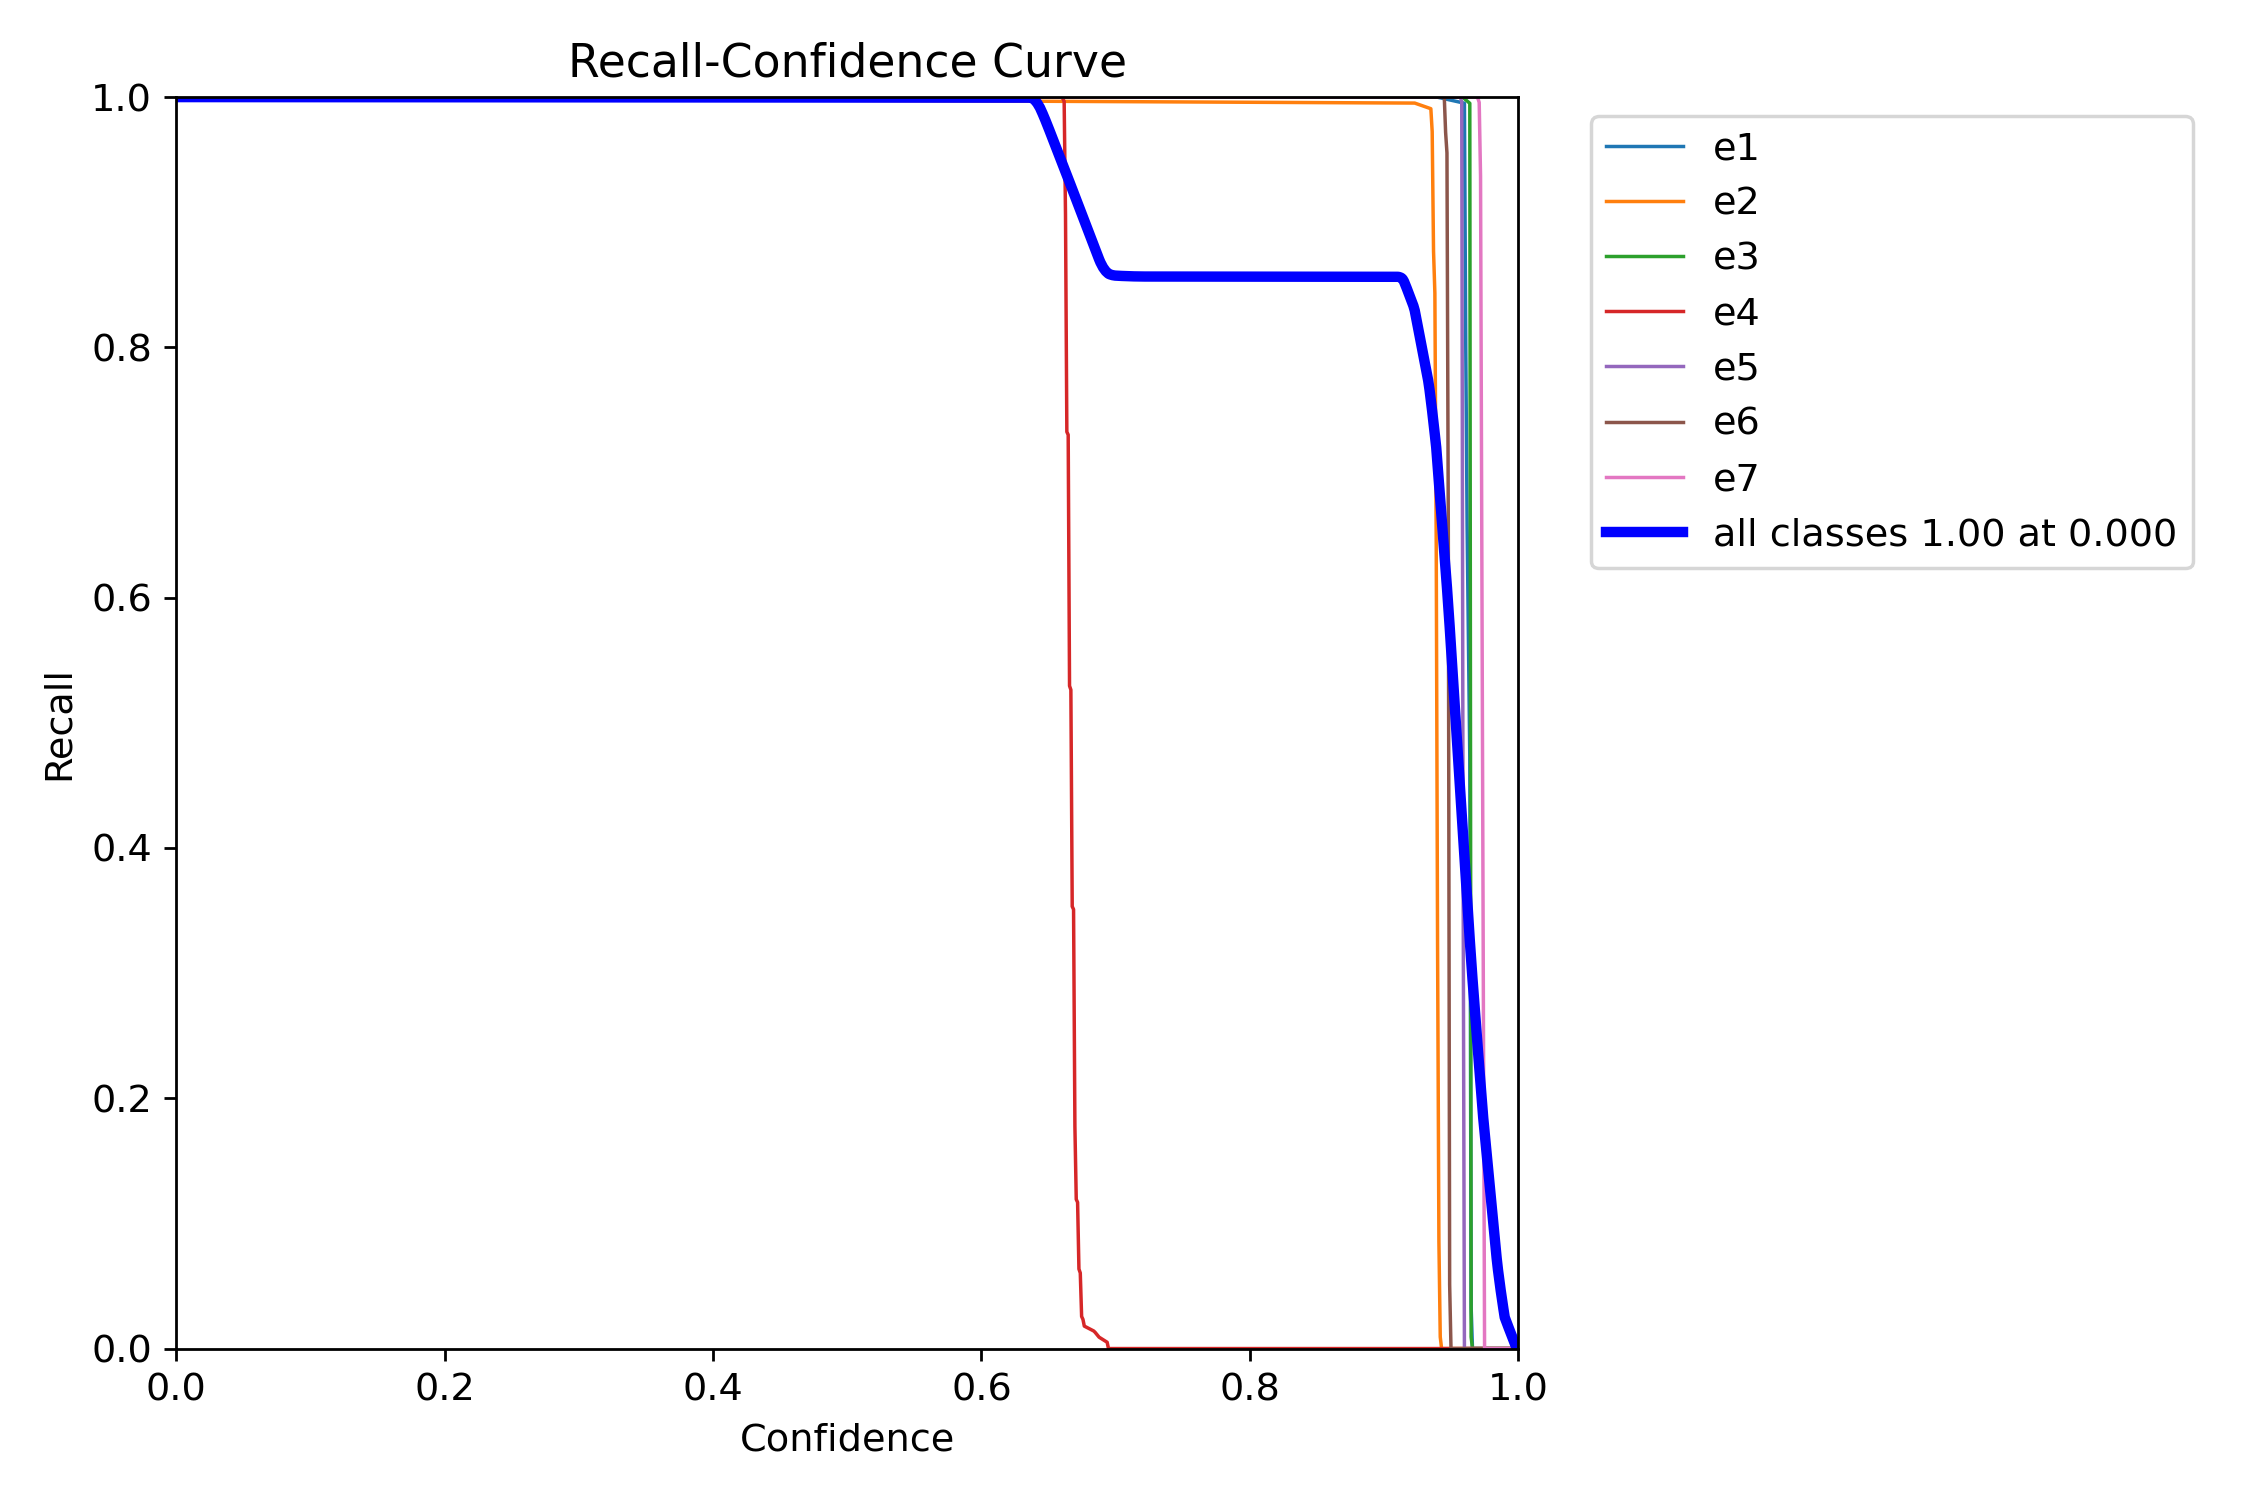 Recall-Confidence Curve
1.0
0.8
0.6
0.4
0.2
0.0
Recall
0.0 0.2 0.4 0.6 0.8 1.0
Confidence
e1
e2
e3
e4
e5
e6
e7
all classes 1.00 at 0.000